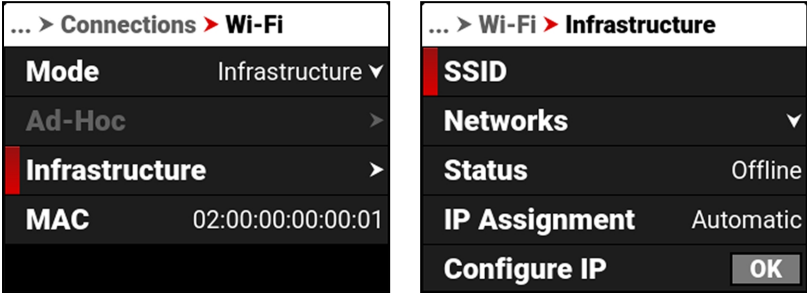 ... > Connections > Wi-Fi
Mode Infrastructure
Ad-Hoc >
Infrastructure >
MAC 02:00:00:00:00:01
... > Wi-Fi > Infrastructure
SSID
Networks
Status Offline
IP Assignment Automatic
Configure IP OK